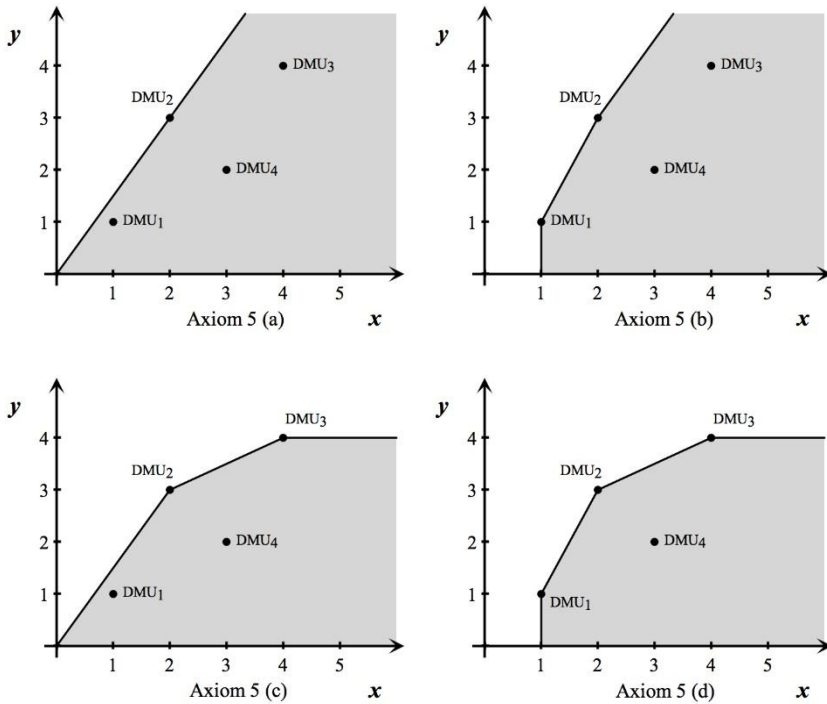 y
4
DMU3
DMU2
3
2
DMU4
1
DMU1
1 2 3 4 5
Axiom 5 (a) x
y
4
DMU3
DMU2
3
2
DMU4
1
DMU1
1 2 3 4 5
Axiom 5 (b) x
y
DMU3
4
DMU2
3
2
DMU4
1
DMU1
1 2 3 4 5
Axiom 5 (c) x
y
DMU3
4
DMU2
3
2
DMU4
1
DMU1
1 2 3 4 5
Axiom 5 (d) x